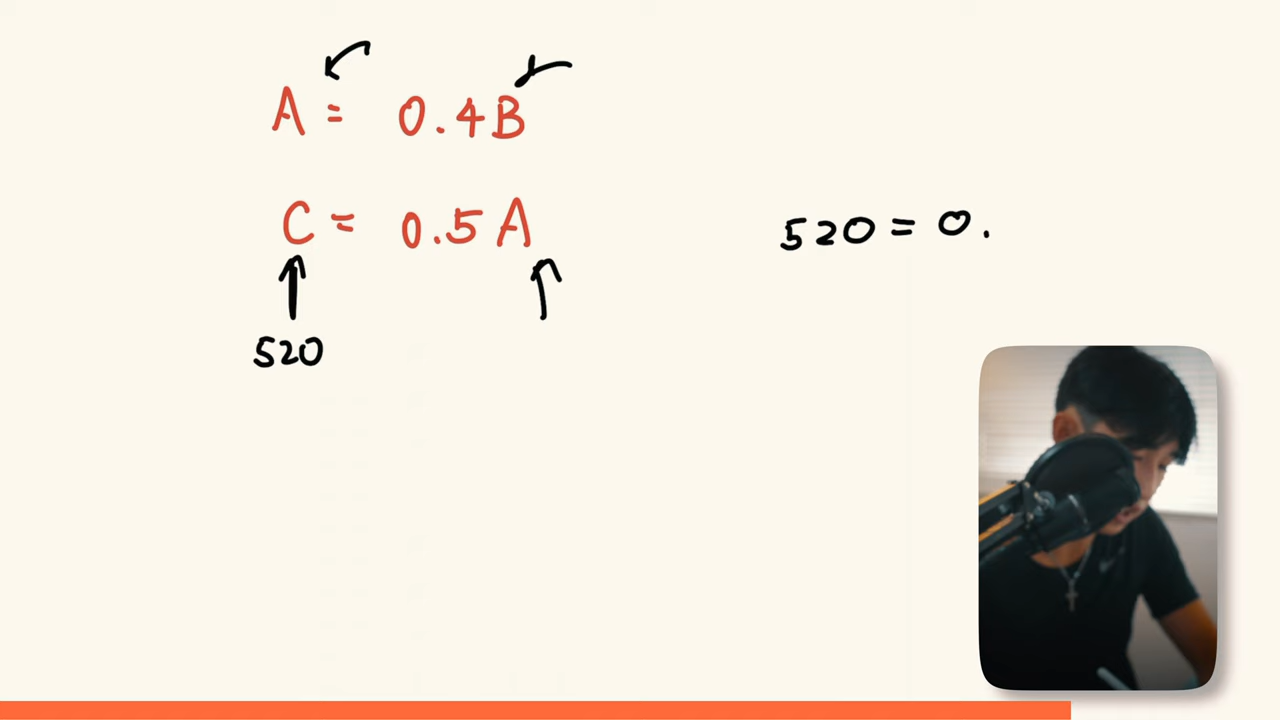 A = 0.4B
C = 0.5A
520 = 0.
520